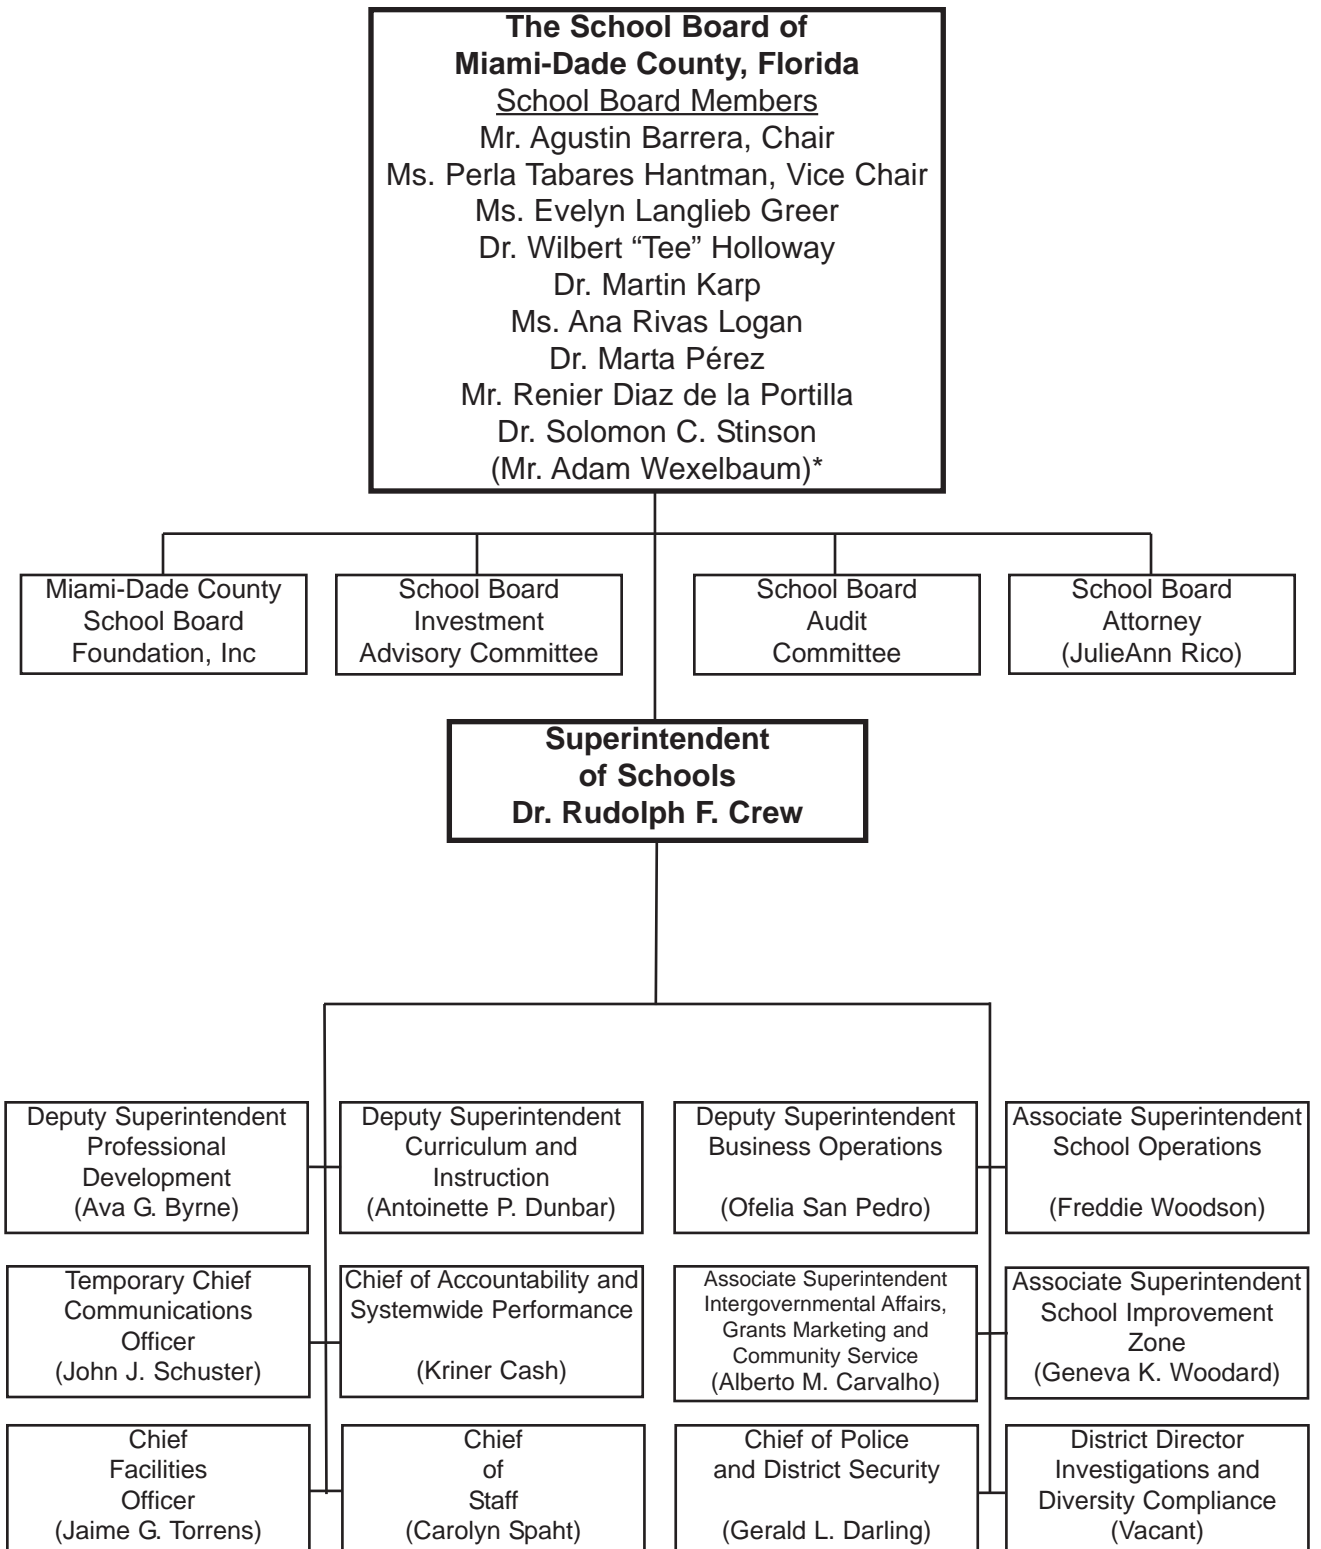 The School Board of
Miami-Dade County, Florida
School Board Members
Mr. Agustin Barrera, Chair
Ms. Perla Tabares Hantman, Vice Chair
Ms. Evelyn Langlieb Greer
Dr. Wilbert “Tee” Holloway
Dr. Martin Karp
Ms. Ana Rivas Logan
Dr. Marta Pérez
Mr. Renier Diaz de la Portilla
Dr. Solomon C. Stinson
(Mr. Adam Wexelbaum)*
Miami-Dade County
School Board
Foundation, Inc
School Board
Investment
Advisory Committee
School Board
Audit
Committee
School Board
Attorney
(JulieAnn Rico)
Superintendent
of Schools
Dr. Rudolph F. Crew
Deputy Superintendent
Professional
Development
(Ava G. Byrne)
Deputy Superintendent
Curriculum and
Instruction
(Antoinette P. Dunbar)
Deputy Superintendent
Business Operations
(Ofelia San Pedro)
Associate Superintendent
School Operations
(Freddie Woodson)
Temporary Chief
Communications
Officer
(John J. Schuster)
Chief of Accountability and
Systemwide Performance
(Kriner Cash)
Associate Superintendent
Intergovernmental Affairs,
Grants Marketing and
Community Service
(Alberto M. Carvalho)
Associate Superintendent
School Improvement
Zone
(Geneva K. Woodard)
Chief
Facilities
Officer
(Jaime G. Torrens)
Chief
of
Staff
(Carolyn Spaht)
Chief of Police
and District Security
(Gerald L. Darling)
District Director
Investigations and
Diversity Compliance
(Vacant)